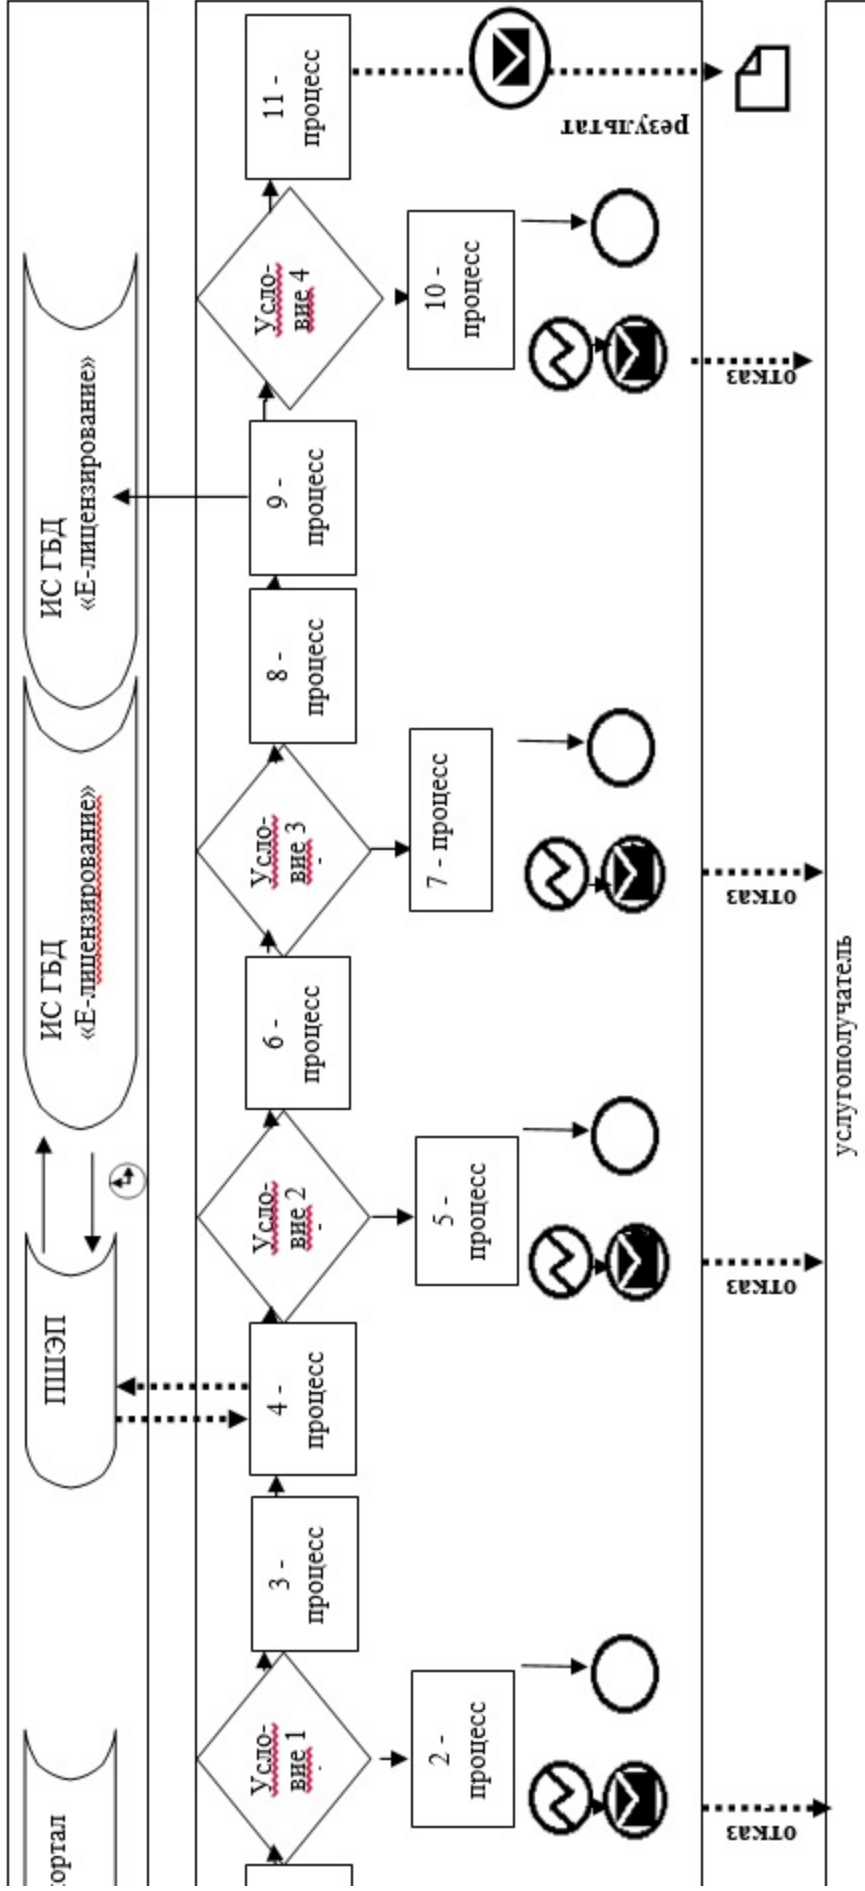 ортал
ПШЭП
ИС ГБД
«Е-лицензирование»
ИС ГБД
«Е-лицензирование»
Усло-
вие 1
3 -
процесс
4 -
процесс
Усло-
вие 2
-
6 -
процесс
Усло-
вие 3
-
8 -
процесс
9 -
процесс
Усло-
вие 4
11 -
процесс
2 -
процесс
5 -
процесс
7 - процесс
10 -
процесс
отказ
отказ
отказ
отказ
результат
услугополучатель